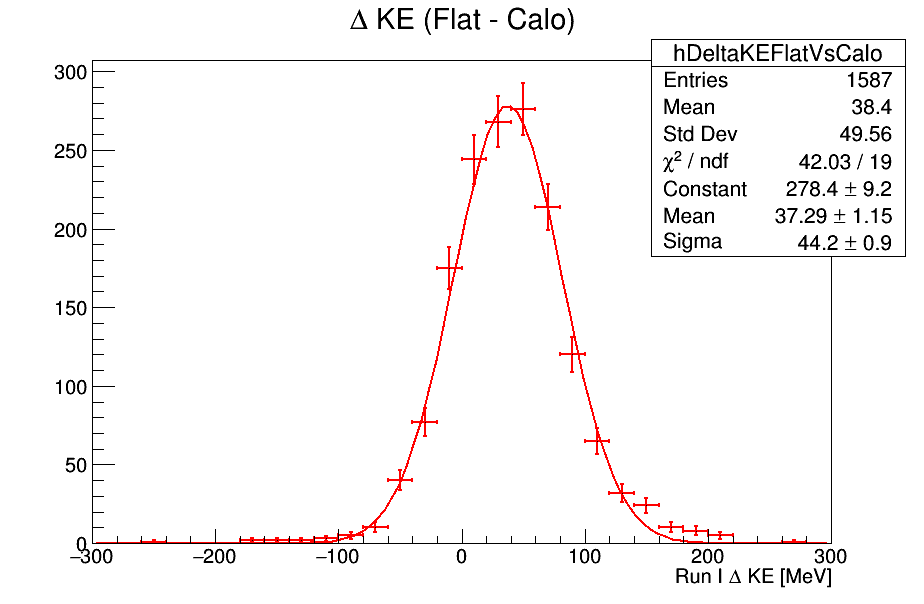 Δ KE (Flat - Calo)
hDeltaKEFlatVsCalo
Entries 1587
Mean 38.4
Std Dev 49.56
χ² / ndf 42.03 / 19
Constant 278.4 ± 9.2
Mean 37.29 ± 1.15
Sigma 44.2 ± 0.9
300
250
200
150
100
50
0
−300 −200 −100 0 100 200 300
Run I Δ KE [MeV]